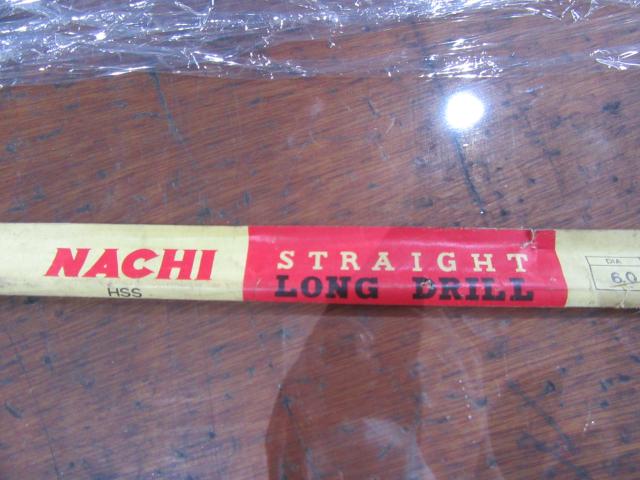 NACHI
HSS
STRAIGHT
LONG DRILL
DIA
6.0